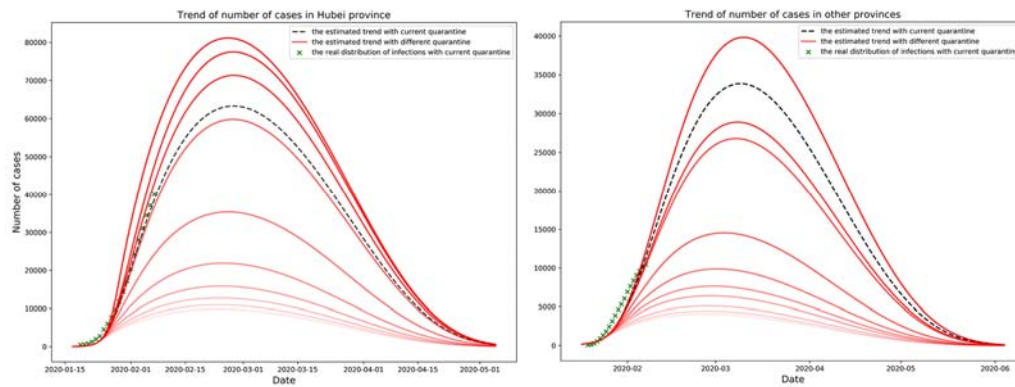 Trend of number of cases in Hubei province
the estimated trend with current quarantine
the estimated trend with different quarantine
the real distribution of infections with current quarantine
80000
70000
60000
50000
40000
30000
20000
10000
0
Number of cases
2020-01-15
2020-02-01
2020-02-15
2020-03-01
2020-03-15
2020-04-01
2020-04-15
2020-05-01
Date
Trend of number of cases in other provinces
the estimated trend with current quarantine
the estimated trend with different quarantine
the real distribution of infections with current quarantine
40000
35000
30000
25000
20000
15000
10000
5000
0
2020-02
2020-03
2020-04
2020-05
2020-06
Date